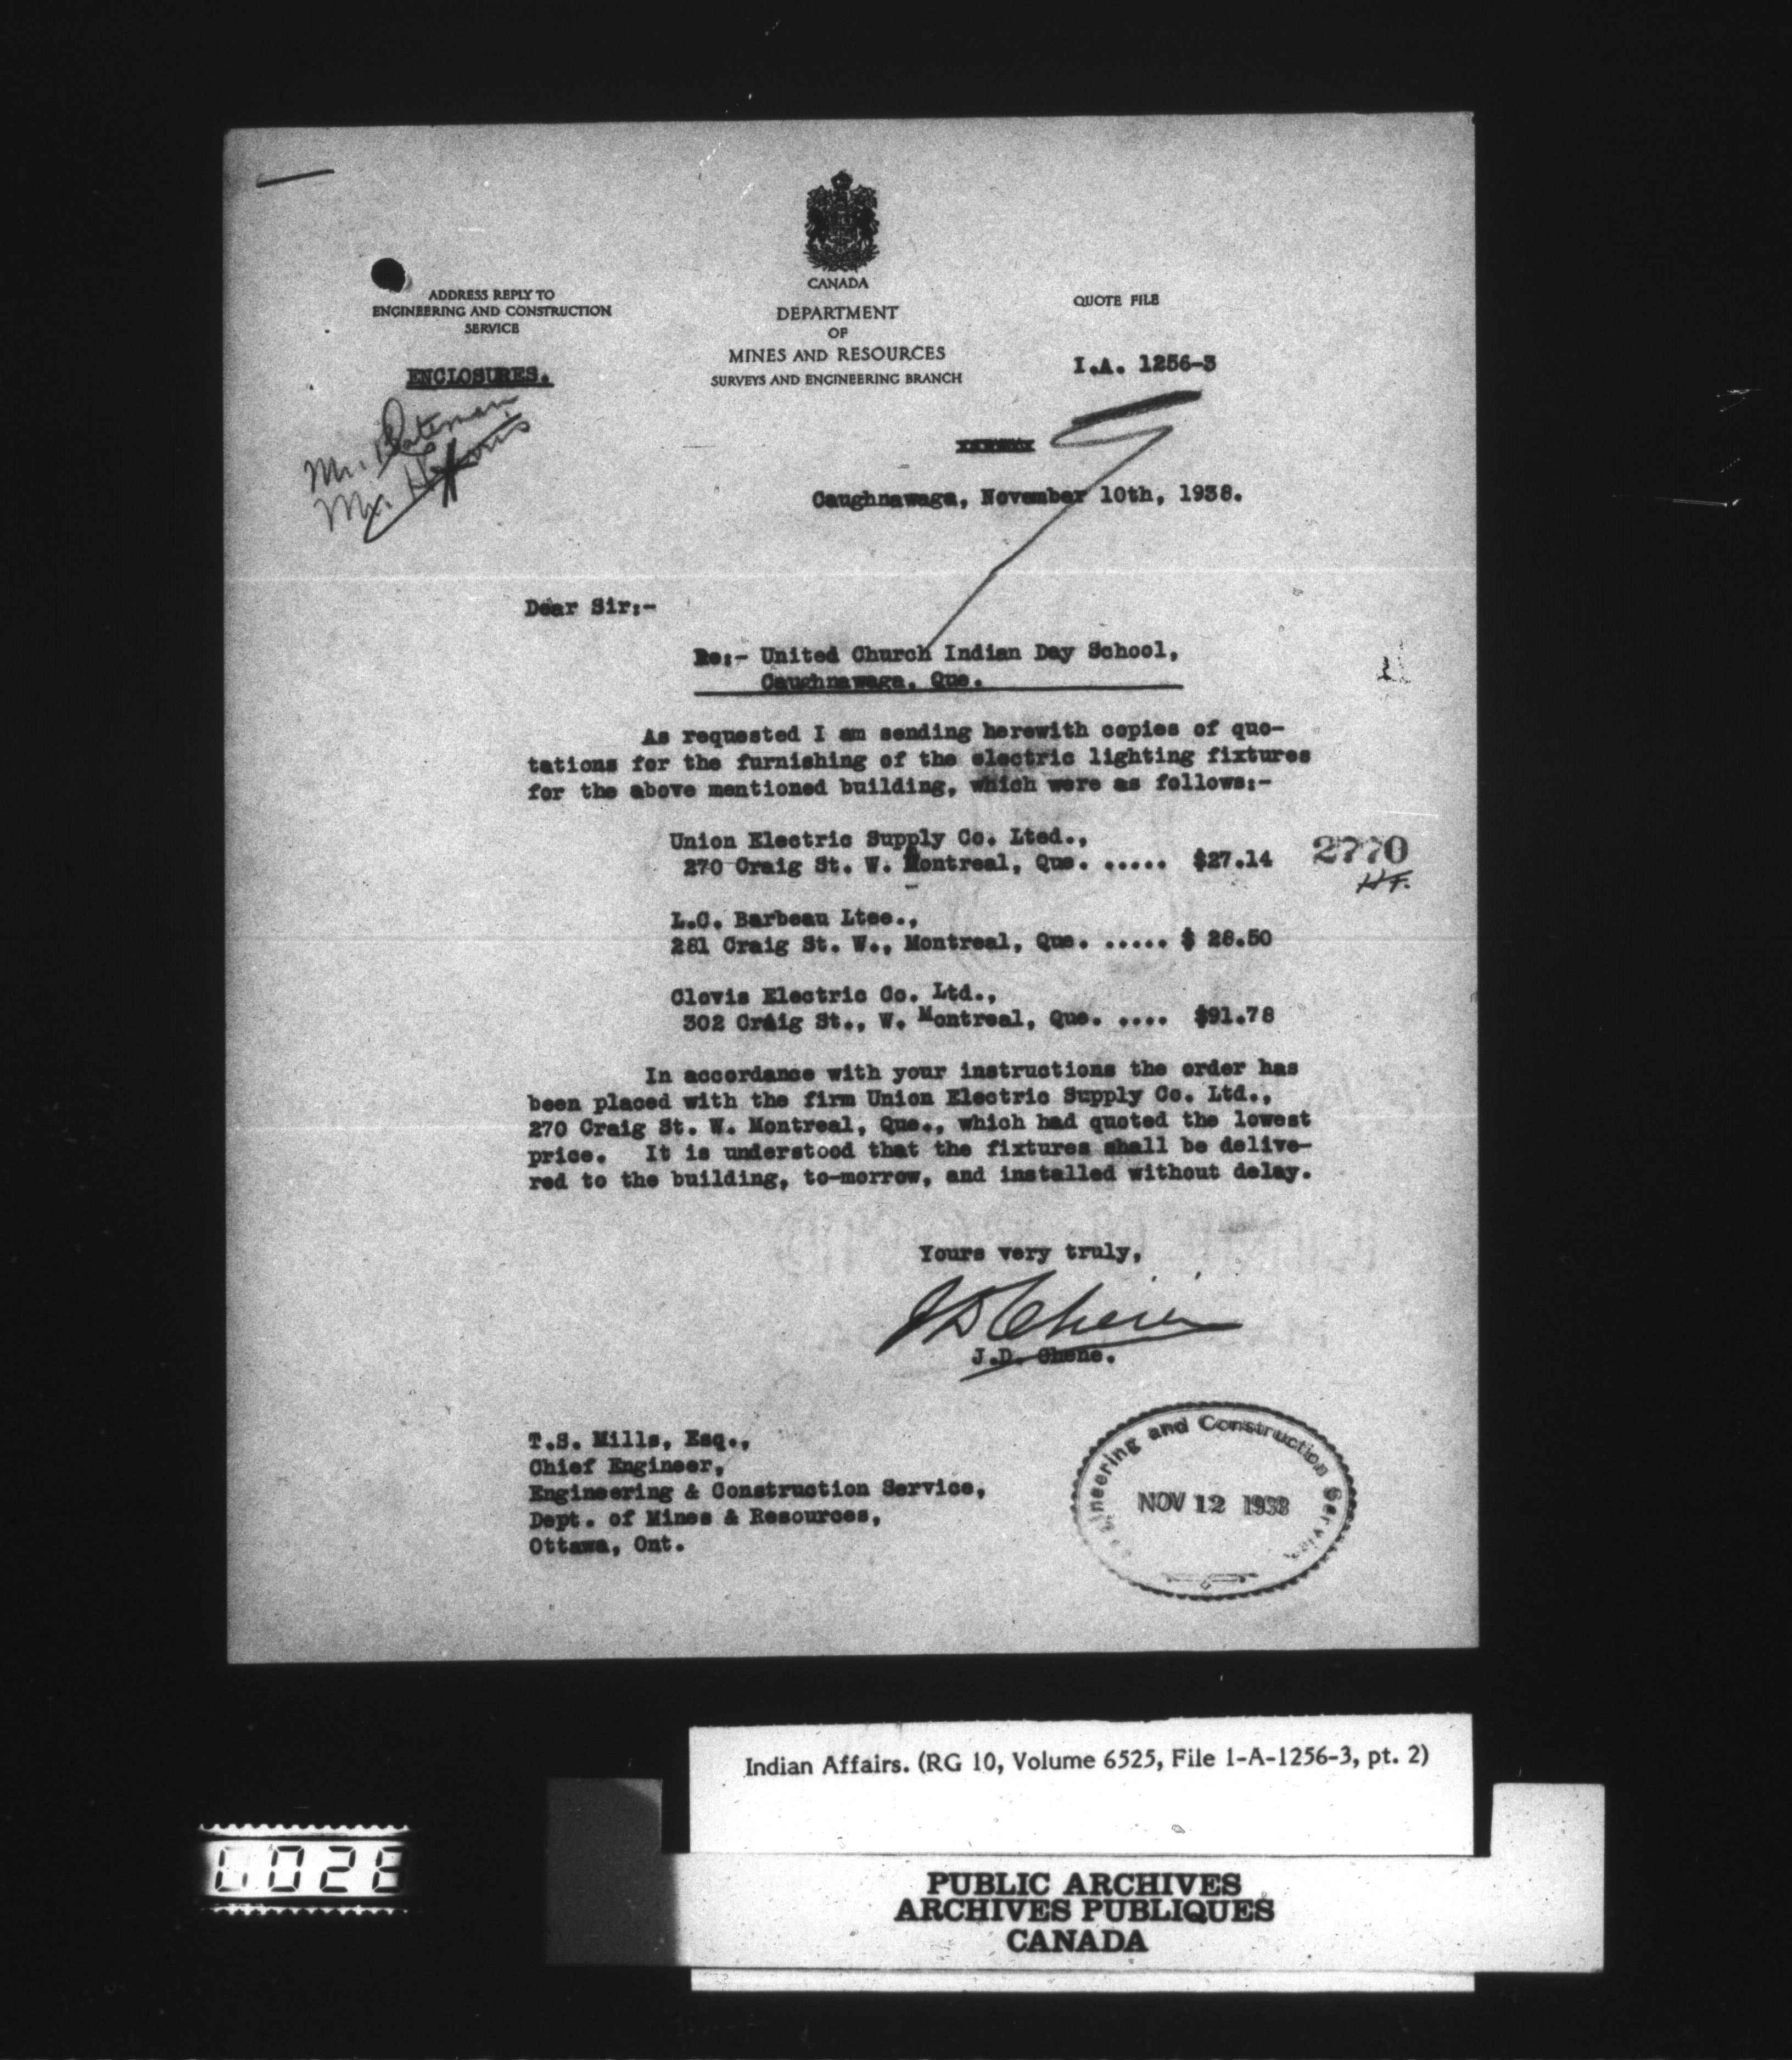 CANADA
ADDRESS REPLY TO
ENGINEERING AND CONSTRUCTION
SERVICE
DEPARTMENT
OF
MINES AND RESOURCES
SURVEYS AND ENGINEERING BRANCH
QUOTE FILE
I.A. 1256-3
ENCLOSURES.
Mr. Bateman
Mr.
Caughnawaga, November 10th, 1938.
Dear Sir:-
Re:- United Church Indian Day School,
Caughnawaga, Que.
As requested I am sending herewith copies of quo-
tations for the furnishing of the electric lighting fixtures
for the above mentioned building, which were as follows:-
Union Electric Supply Co. Lted.,
270 Craig St. W. Montreal, Que. ..... $27.14
2770
H.F.
L.C. Barbeau Ltee.,
281 Craig St. W., Montreal, Que. ..... $ 28.50
Clovis Electric Co. Ltd.,
302 Craig St., W. Montreal, Que. .... $91.78
In accordance with your instructions the order has
been placed with the firm Union Electric Supply Co. Ltd.,
270 Craig St. W. Montreal, Que., which had quoted the lowest
price. It is understood that the fixtures shall be delive-
red to the building, to-morrow, and installed without delay.
Yours very truly,
J.D. Chene.
T.S. Mills, Esq.,
Chief Engineer,
Engineering & Construction Service,
Dept. of Mines & Resources,
Ottawa, Ont.
Engineering and Construction Service
NOV 12 1938
Indian Affairs. (RG 10, Volume 6525, File 1-A-1256-3, pt. 2)
PUBLIC ARCHIVES
ARCHIVES PUBLIQUES
CANADA